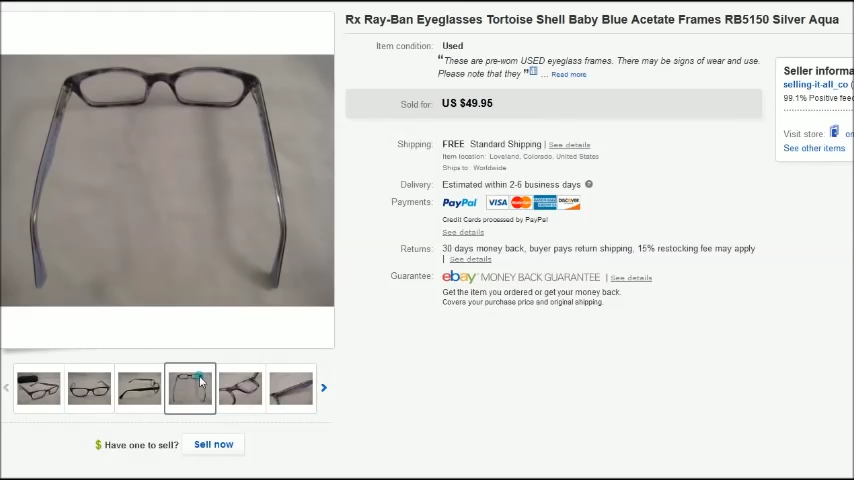 Rx Ray-Ban Eyeglasses Tortoise Shell Baby Blue Acetate Frames RB5150 Silver Aqua
Item condition: Used
“These are pre-worn USED eyeglass frames. There may be signs of wear and use.
Please note that they ” ... Read more
Sold for: US $49.95
Shipping: FREE Standard Shipping | See details
Item location: Loveland, Colorado, United States
Ships to: Worldwide
Delivery: Estimated within 2-6 business days
Payments: PayPal VISA MasterCard AMERICAN EXPRESS DISCOVER
Credit Cards processed by PayPal
See details
Returns: 30 days money back, buyer pays return shipping, 15% restocking fee may apply
| See details
Guarantee: ebay MONEY BACK GUARANTEE | See details
Get the item you ordered or get your money back.
Covers your purchase price and original shipping.
Seller informa
selling-it-all_co (
99.1% Positive fee
Visit store: on
See other items
$ Have one to sell? Sell now